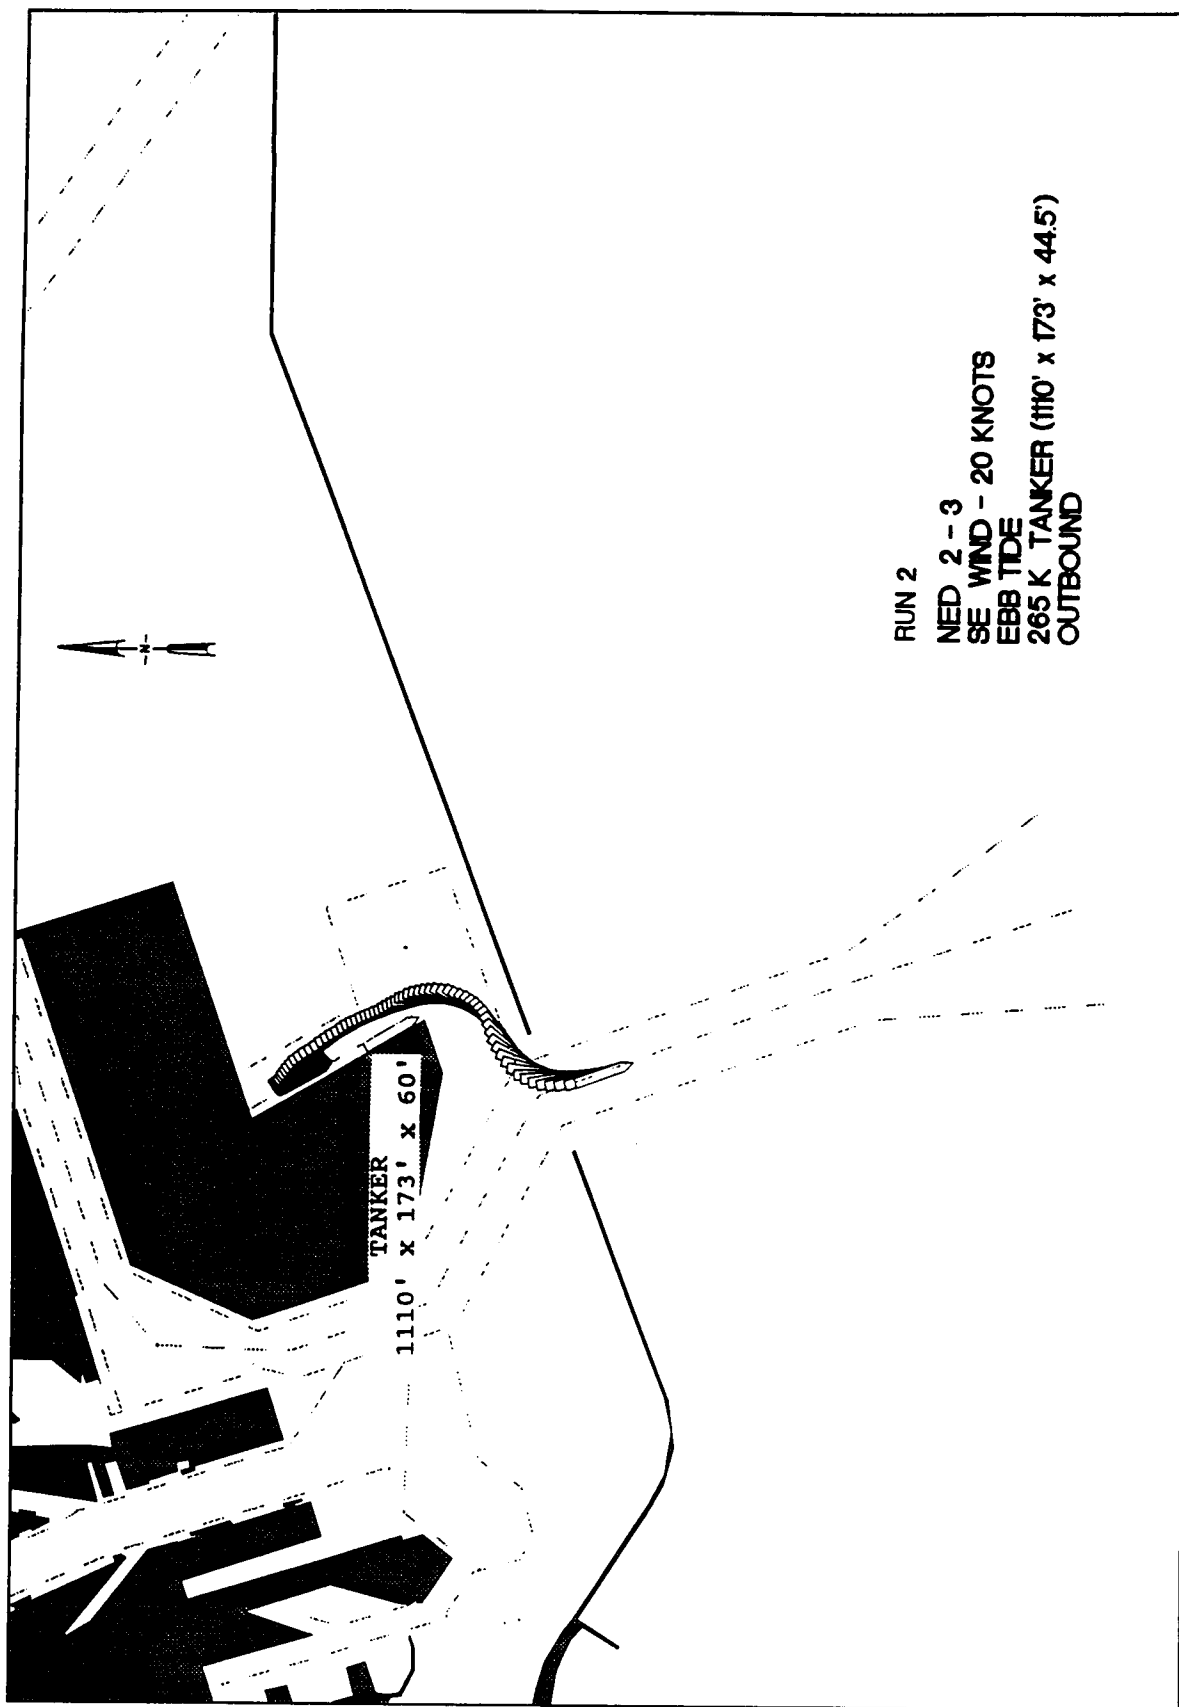 N
TANKER
1110' x 173' x 60'
RUN 2
NED 2 - 3
SE WIND - 20 KNOTS
EBB TIDE
265 K TANKER (1110' x 173' x 44.5')
OUTBOUND